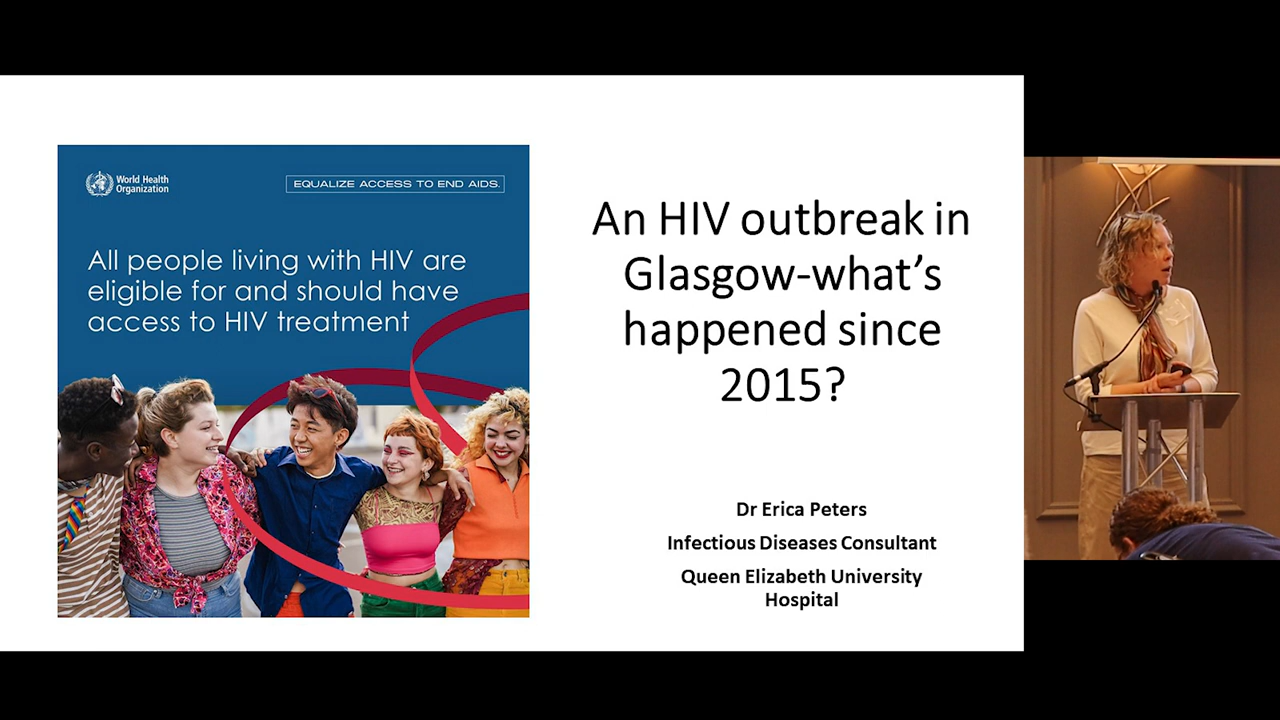 World Health
Organization
EQUALIZE ACCESS TO END AIDS.
All people living with HIV are
eligible for and should have
access to HIV treatment
An HIV outbreak in
Glasgow-what's
happened since
2015?
Dr Erica Peters
Infectious Diseases Consultant
Queen Elizabeth University
Hospital